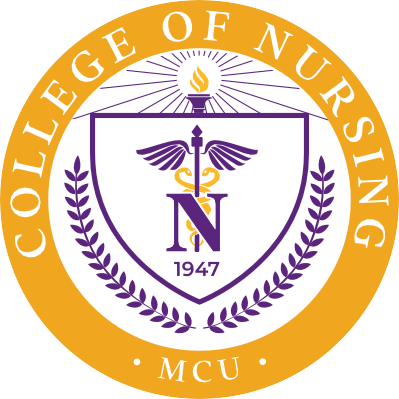 COLLEGE OF NURSING
N
1947
• MCU •